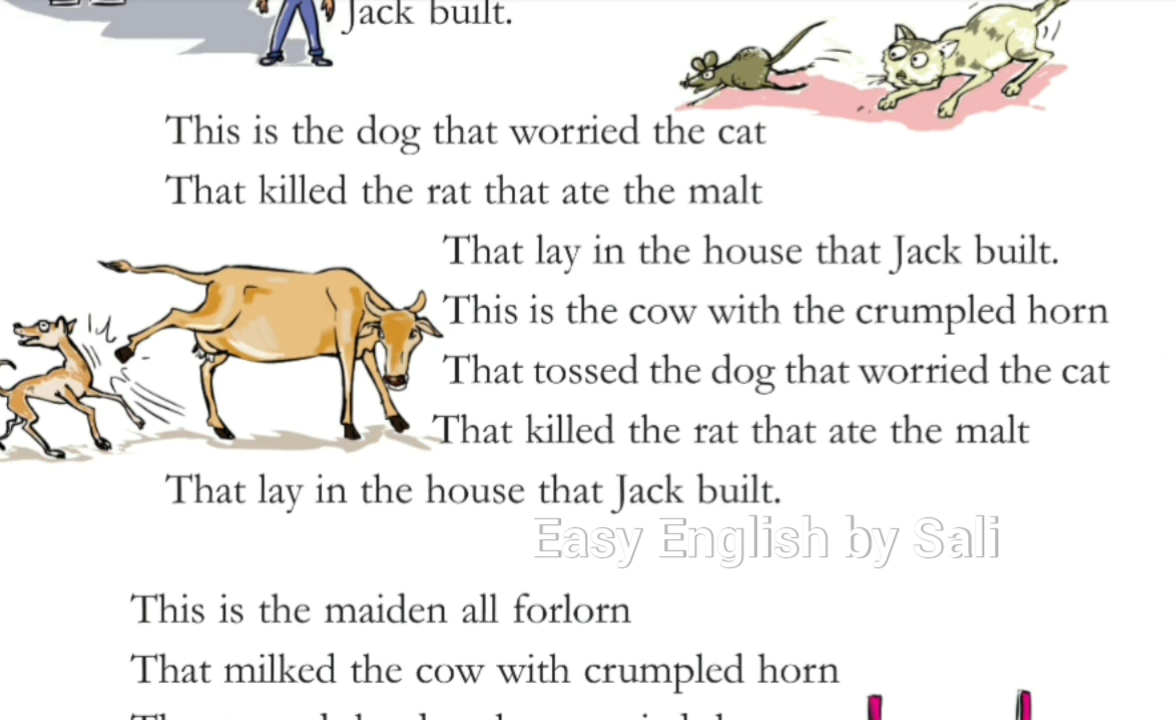 Jack built.
This is the dog that worried the cat
That killed the rat that ate the malt
That lay in the house that Jack built.
This is the cow with the crumpled horn
That tossed the dog that worried the cat
That killed the rat that ate the malt
That lay in the house that Jack built.
Easy English by Sali
This is the maiden all forlorn
That milked the cow with crumpled horn